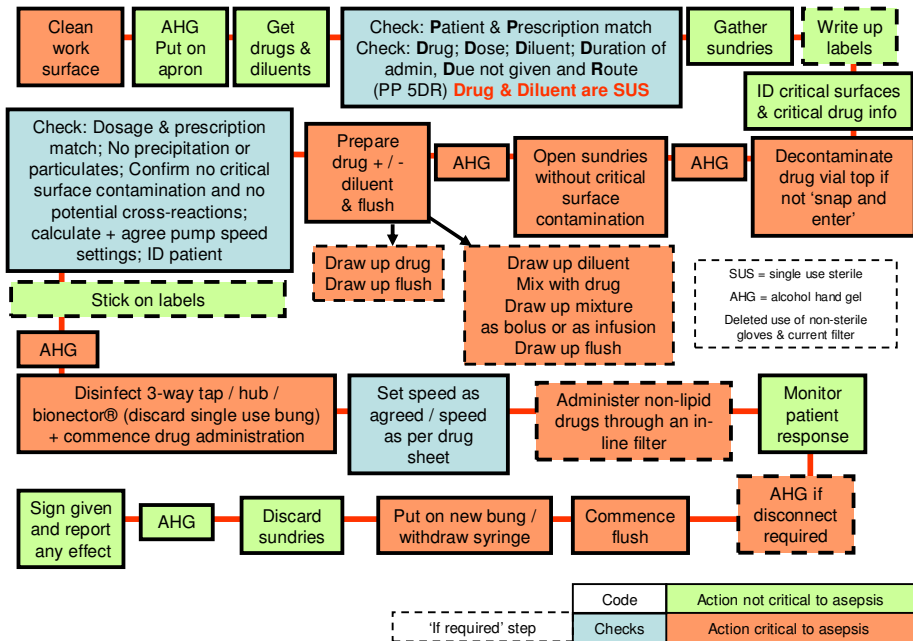 Clean
work
surface
AHG
Put on
apron
Get
drugs &
diluents
Check: Patient & Prescription match
Check: Drug; Dose; Diluent; Duration of
admin, Due not given and Route
(PP 5DR) Drug & Diluent are SUS
Gather
sundries
Write up
labels
ID critical surfaces
& critical drug info
Check: Dosage & prescription
match; No precipitation or
particulates; Confirm no critical
surface contamination and no
potential cross-reactions;
calculate + agree pump speed
settings; ID patient
Prepare
drug + / -
diluent
& flush
AHG
Open sundries
without critical
surface
contamination
AHG
Decontaminate
drug vial top if
not ‘snap and
enter’
Draw up drug
Draw up flush
Draw up diluent
Mix with drug
Draw up mixture
as bolus or as infusion
Draw up flush
SUS = single use sterile
AHG = alcohol hand gel
Deleted use of non-sterile
gloves & current filter
Stick on labels
AHG
Disinfect 3-way tap / hub /
bionector® (discard single use bung)
+ commence drug administration
Set speed as
agreed / speed
as per drug
sheet
Administer non-lipid
drugs through an in-
line filter
Monitor
patient
response
Sign given
and report
any effect
AHG
Discard
sundries
Put on new bung /
withdraw syringe
Commence
flush
AHG if
disconnect
required
Code
Action not critical to asepsis
‘If required’ step
Checks
Action critical to asepsis